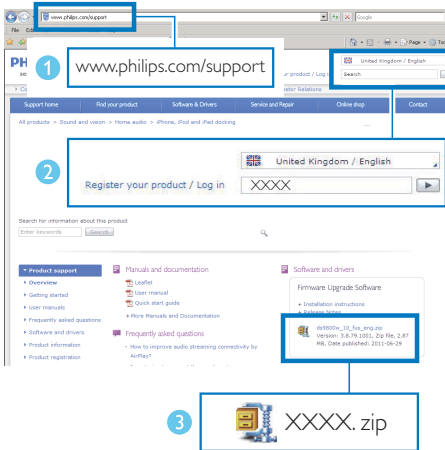 www.philips.com/support
Google
File
Page
PH
1
www.philips.com/support
United Kingdom / English
Search
Support home
Find your product
Software & Drivers
Service and Repair
Online shop
Contact
All products > Sound and vision > Home audio > iPhone, iPod and iPad docking
2
United Kingdom / English
Register your product / Log in
XXXX
Search for information about this product
Enter keywords
Search
Product support
Overview
Getting started
User manuals
Frequently asked questions
Software and drivers
Product information
Product registration
Manuals and documentation
Leaflet
User manual
Quick start guide
+ More Manuals and Documentation
Frequently asked questions
- How to improve audio streaming connectivity by
AirPlay?
Software and drivers
Firmware Upgrade Software
+ Installation instructions
+ Release Notes
ds9800w_10_fus_eng.zip
Version: 3.8.79.1001, Zip file, 2.87
MB, Date published: 2011-06-29
3
XXXX. zip